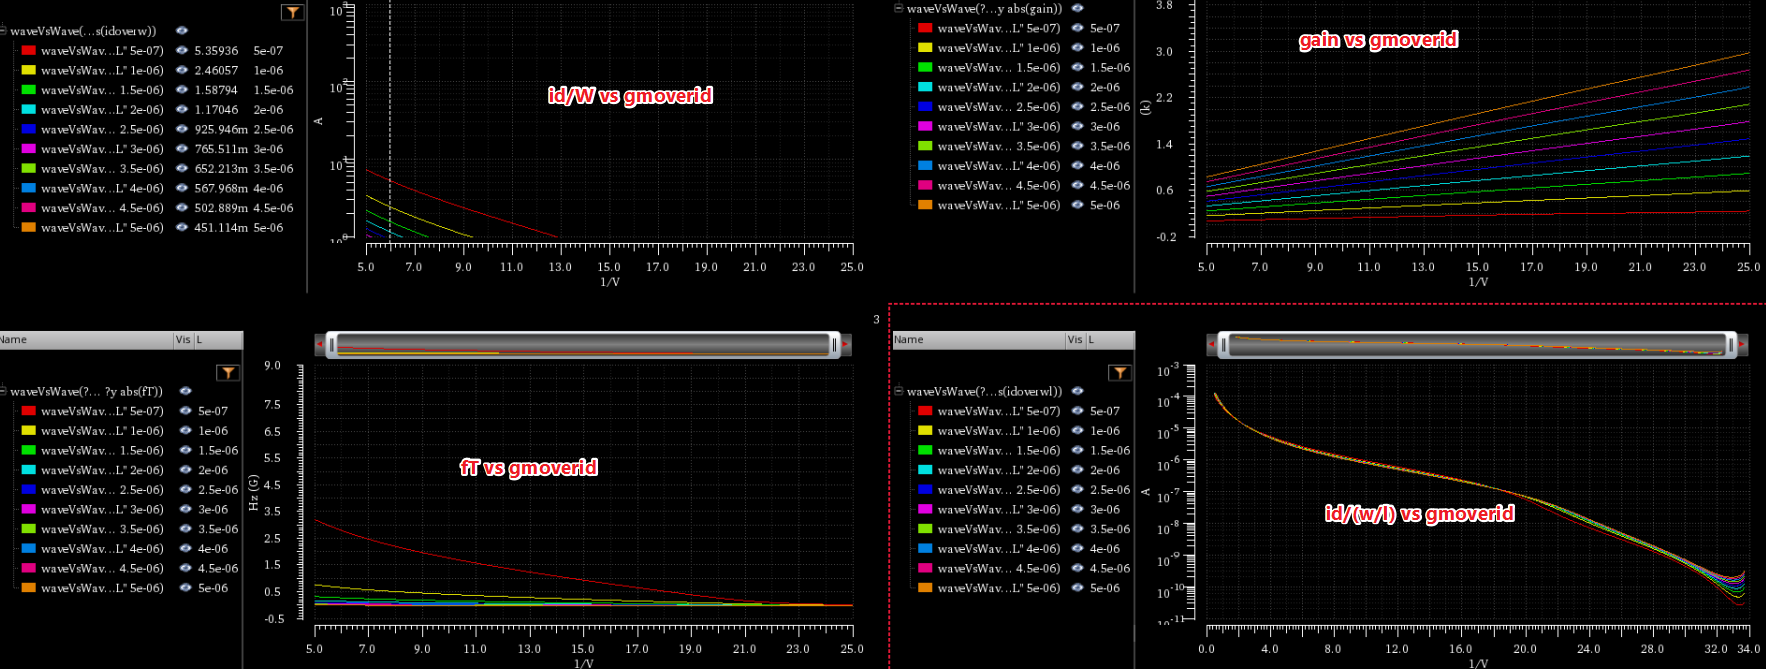 waveVsWave(...s(idoverw))
waveVsWav...L" 5e-07) 5.35936 5e-07
waveVsWav...L" 1e-06) 2.46057 1e-06
waveVsWav... 1.5e-06) 1.58794 1.5e-06
waveVsWav...L" 2e-06) 1.17046 2e-06
waveVsWav... 2.5e-06) 925.946m 2.5e-06
waveVsWav...L" 3e-06) 765.511m 3e-06
waveVsWav... 3.5e-06) 652.213m 3.5e-06
waveVsWav...L" 4e-06) 567.968m 4e-06
waveVsWav... 4.5e-06) 502.889m 4.5e-06
waveVsWav...L" 5e-06) 451.114m 5e-06
10³
10²
10¹
10⁰
A
id/W vs gmoverid
5.0 7.0 9.0 11.0 13.0 15.0 17.0 19.0 21.0 23.0 25.0
1/V
waveVsWave(?...y abs(gain))
waveVsWav...L" 5e-07) 5e-07
waveVsWav...L" 1e-06) 1e-06
waveVsWav... 1.5e-06) 1.5e-06
waveVsWav...L" 2e-06) 2e-06
waveVsWav... 2.5e-06) 2.5e-06
waveVsWav...L" 3e-06) 3e-06
waveVsWav... 3.5e-06) 3.5e-06
waveVsWav...L" 4e-06) 4e-06
waveVsWav... 4.5e-06) 4.5e-06
waveVsWav...L" 5e-06) 5e-06
3.8
3.0
2.2
1.4
0.6
-0.2
(k)
gain vs gmoverid
5.0 7.0 9.0 11.0 13.0 15.0 17.0 19.0 21.0 23.0 25.0
1/V
Name Vis L
waveVsWave(?... ?y abs(fT))
waveVsWav...L" 5e-07) 5e-07
waveVsWav...L" 1e-06) 1e-06
waveVsWav... 1.5e-06) 1.5e-06
waveVsWav...L" 2e-06) 2e-06
waveVsWav... 2.5e-06) 2.5e-06
waveVsWav...L" 3e-06) 3e-06
waveVsWav... 3.5e-06) 3.5e-06
waveVsWav...L" 4e-06) 4e-06
waveVsWav... 4.5e-06) 4.5e-06
waveVsWav...L" 5e-06) 5e-06
9.0
7.5
6.5
5.5
4.5
3.5
2.5
1.5
0.5
-0.5
Hz (G)
fT vs gmoverid
5.0 7.0 9.0 11.0 13.0 15.0 17.0 19.0 21.0 23.0 25.0
1/V
3
Name Vis L
waveVsWave(?...s(idoverwl))
waveVsWav...L" 5e-07) 5e-07
waveVsWav...L" 1e-06) 1e-06
waveVsWav... 1.5e-06) 1.5e-06
waveVsWav...L" 2e-06) 2e-06
waveVsWav... 2.5e-06) 2.5e-06
waveVsWav...L" 3e-06) 3e-06
waveVsWav... 3.5e-06) 3.5e-06
waveVsWav...L" 4e-06) 4e-06
waveVsWav... 4.5e-06) 4.5e-06
waveVsWav...L" 5e-06) 5e-06
10⁻³
10⁻⁴
10⁻⁵
10⁻⁶
10⁻⁷
10⁻⁸
10⁻⁹
10⁻¹⁰
10⁻¹¹
A
id/(w/l) vs gmoverid
0.0 4.0 8.0 12.0 16.0 20.0 24.0 28.0 32.0 34.0
1/V